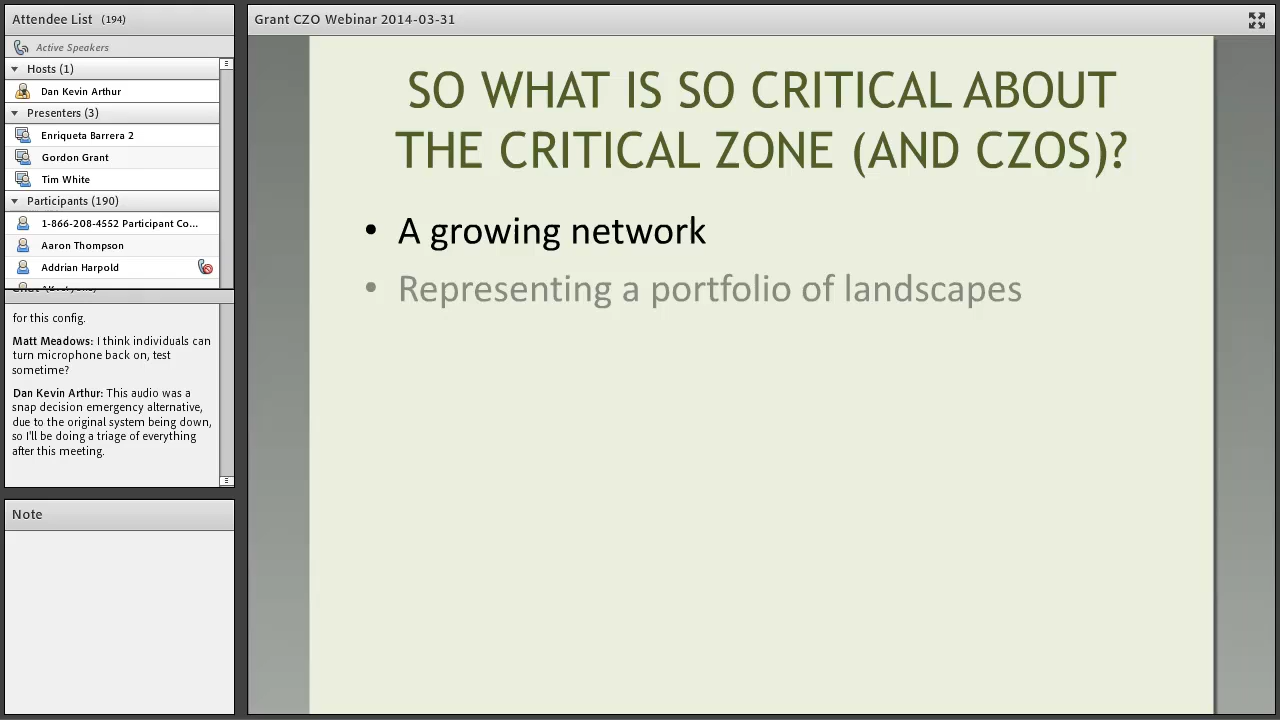 Attendee List (194)
Active Speakers
Hosts (1)
Dan Kevin Arthur
Presenters (3)
Enriqueta Barrera 2
Gordon Grant
Tim White
Participants (190)
1-866-208-4552 Participant Co...
Aaron Thompson
Addrian Harpold
for this config.
Matt Meadows: I think individuals can
turn microphone back on, test
sometime?
Dan Kevin Arthur: This audio was a
snap decision emergency alternative,
due to the original system being down,
so I'll be doing a triage of everything
after this meeting.
Note
Grant CZO Webinar 2014-03-31
SO WHAT IS SO CRITICAL ABOUT
THE CRITICAL ZONE (AND CZOS)?
• A growing network
• Representing a portfolio of landscapes